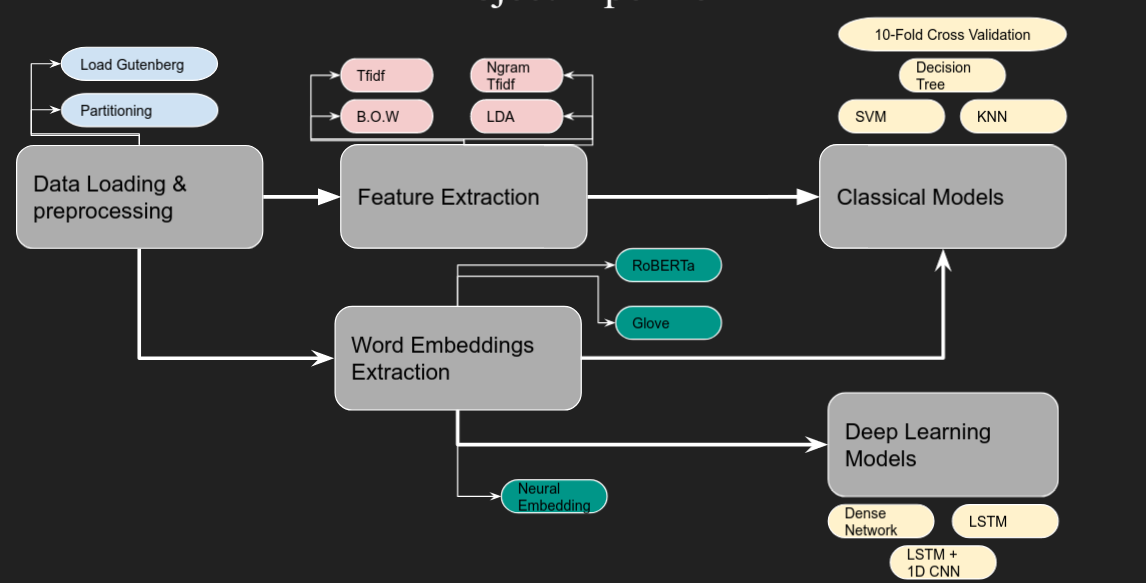 10-Fold Cross Validation
Load Gutenberg
Partitioning
Tfidf
Ngram
Tfidf
B.O.W
LDA
Decision
Tree
SVM
KNN
Data Loading &
preprocessing
Feature Extraction
Classical Models
RoBERTa
Glove
Word Embeddings
Extraction
Deep Learning
Models
Neural
Embedding
Dense
Network
LSTM
LSTM +
1D CNN